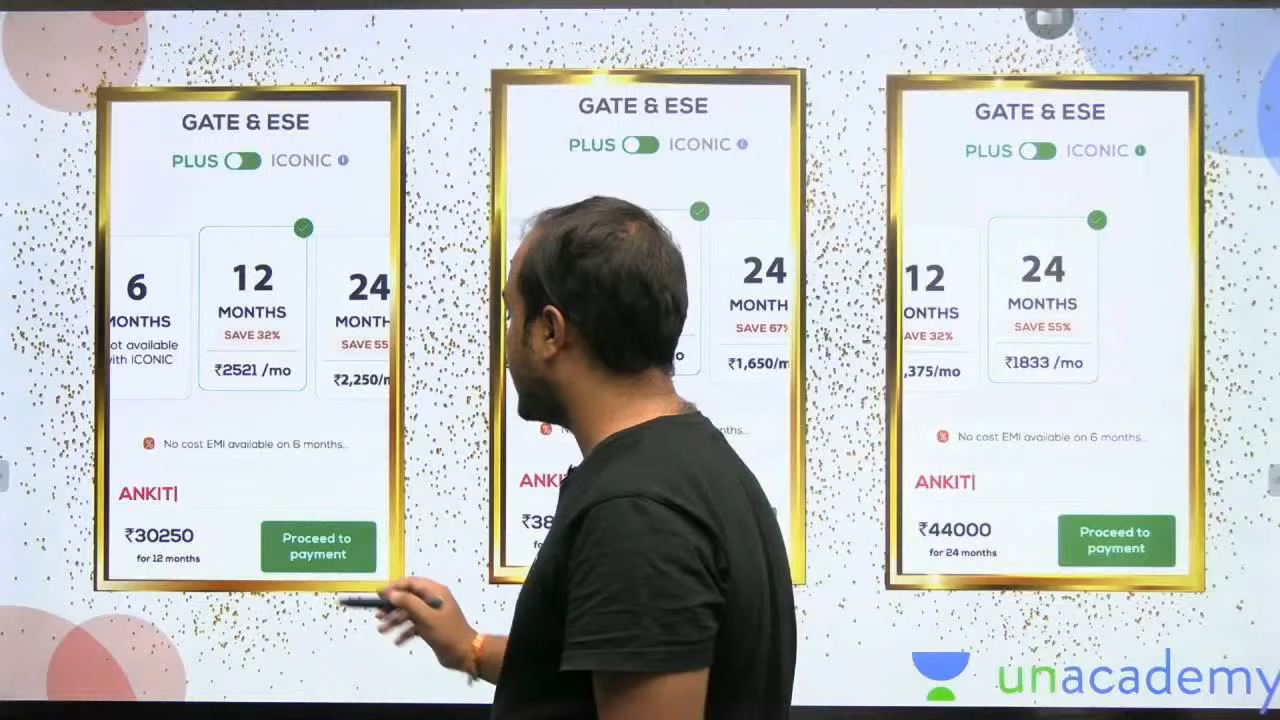 GATE & ESE
PLUS ICONIC
6
MONTHS
ot available
with ICONIC
12
MONTHS
SAVE 32%
₹2521 /mo
24
MONTH
SAVE 55
₹2,250/m
No cost EMI available on 6 months...
ANKIT
₹30250
for 12 months
Proceed to
payment
GATE & ESE
PLUS ICONIC
24
MONTHS
SAVE 67%
₹1,650/m
ANKI
₹38
GATE & ESE
PLUS ICONIC
12
ONTHS
AVE 32%
,375/mo
24
MONTHS
SAVE 55%
₹1833 /mo
No cost EMI available on 6 months...
ANKIT
₹44000
for 24 months
Proceed to
payment
unacademy